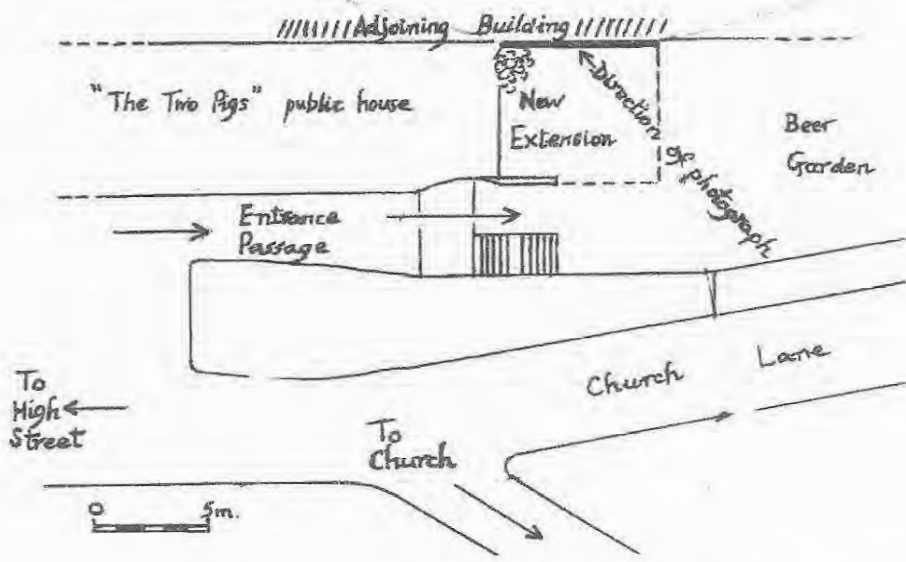 Adjoining Building
"The Two Pigs" public house
New
Extension
Direction of photograph
Beer
Garden
Entrance
Passage
To
High
Street
To
Church
Church Lane
0 5m.